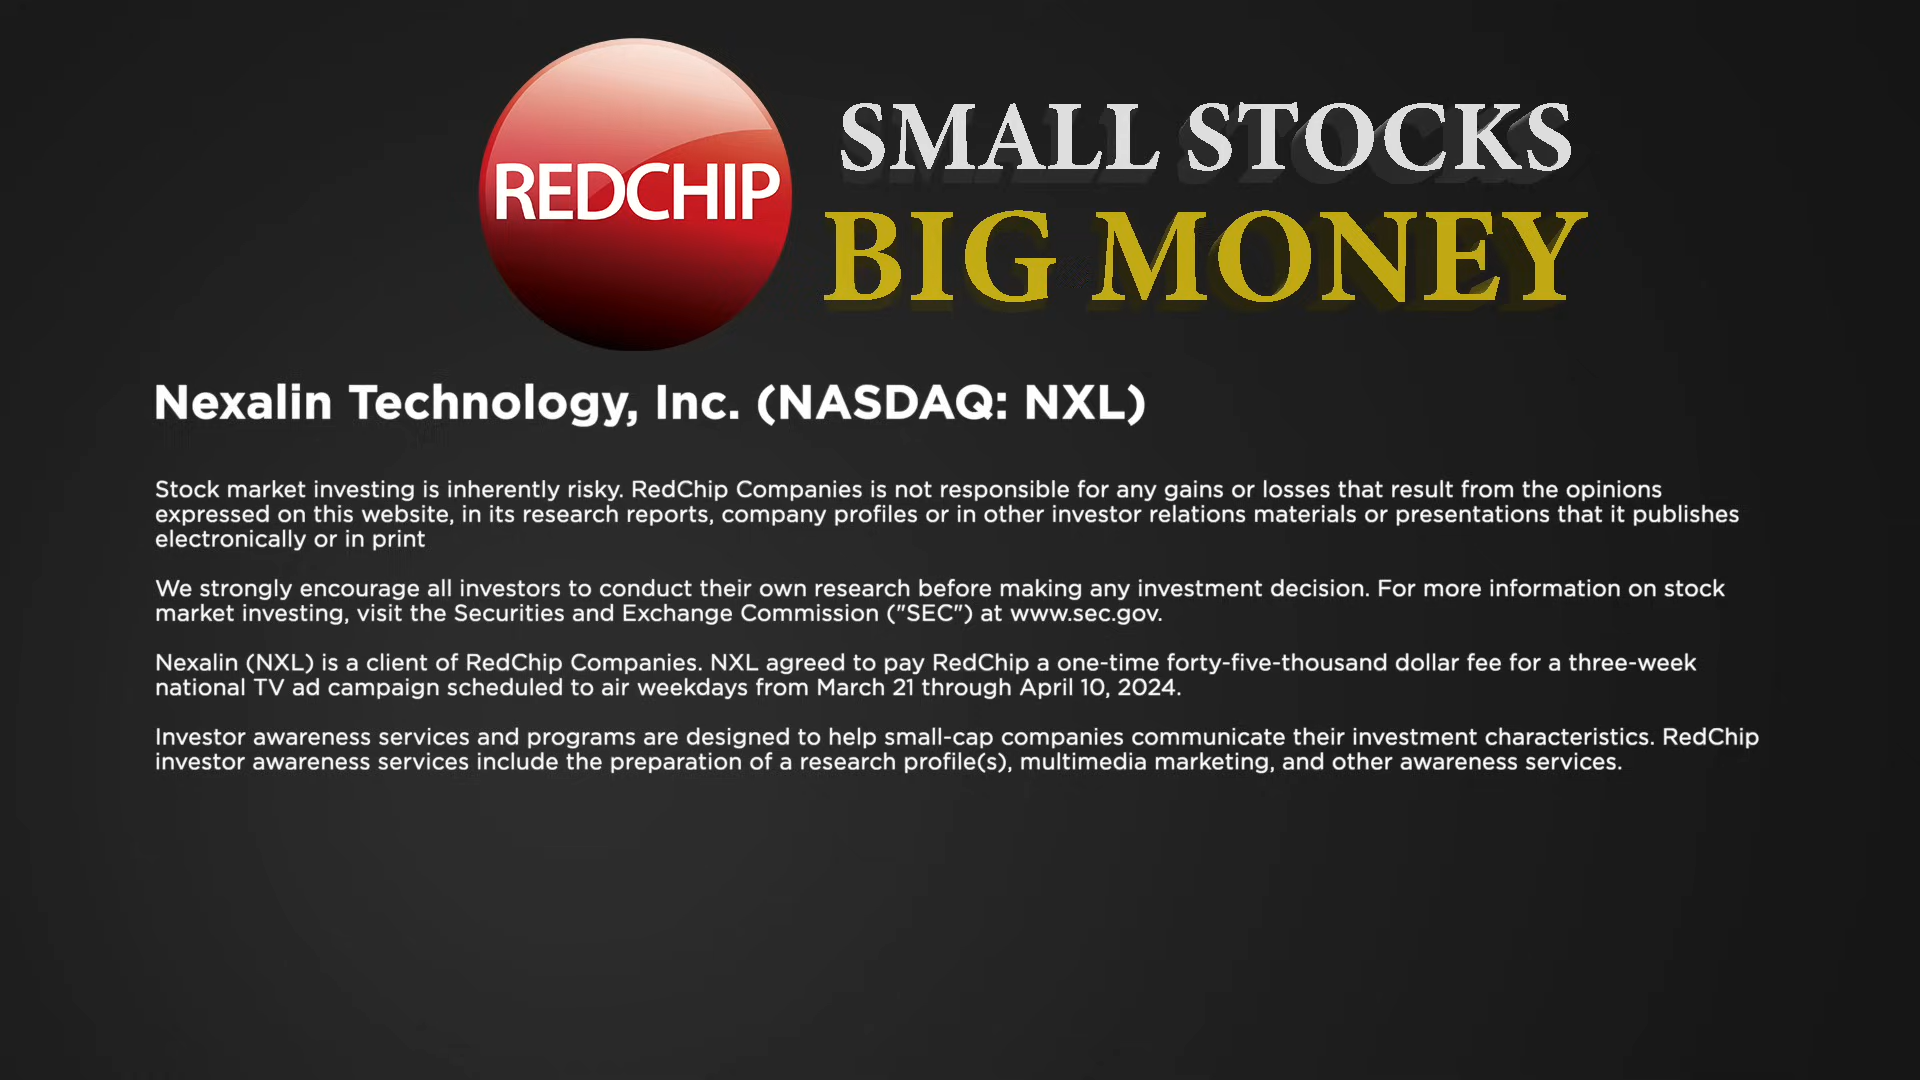 REDCHIP
SMALL STOCKS
BIG MONEY
Nexalin Technology, Inc. (NASDAQ: NXL)
Stock market investing is inherently risky. RedChip Companies is not responsible for any gains or losses that result from the opinions
expressed on this website, in its research reports, company profiles or in other investor relations materials or presentations that it publishes
electronically or in print
We strongly encourage all investors to conduct their own research before making any investment decision. For more information on stock
market investing, visit the Securities and Exchange Commission ("SEC") at www.sec.gov.
Nexalin (NXL) is a client of RedChip Companies. NXL agreed to pay RedChip a one-time forty-five-thousand dollar fee for a three-week
national TV ad campaign scheduled to air weekdays from March 21 through April 10, 2024.
Investor awareness services and programs are designed to help small-cap companies communicate their investment characteristics. RedChip
investor awareness services include the preparation of a research profile(s), multimedia marketing, and other awareness services.